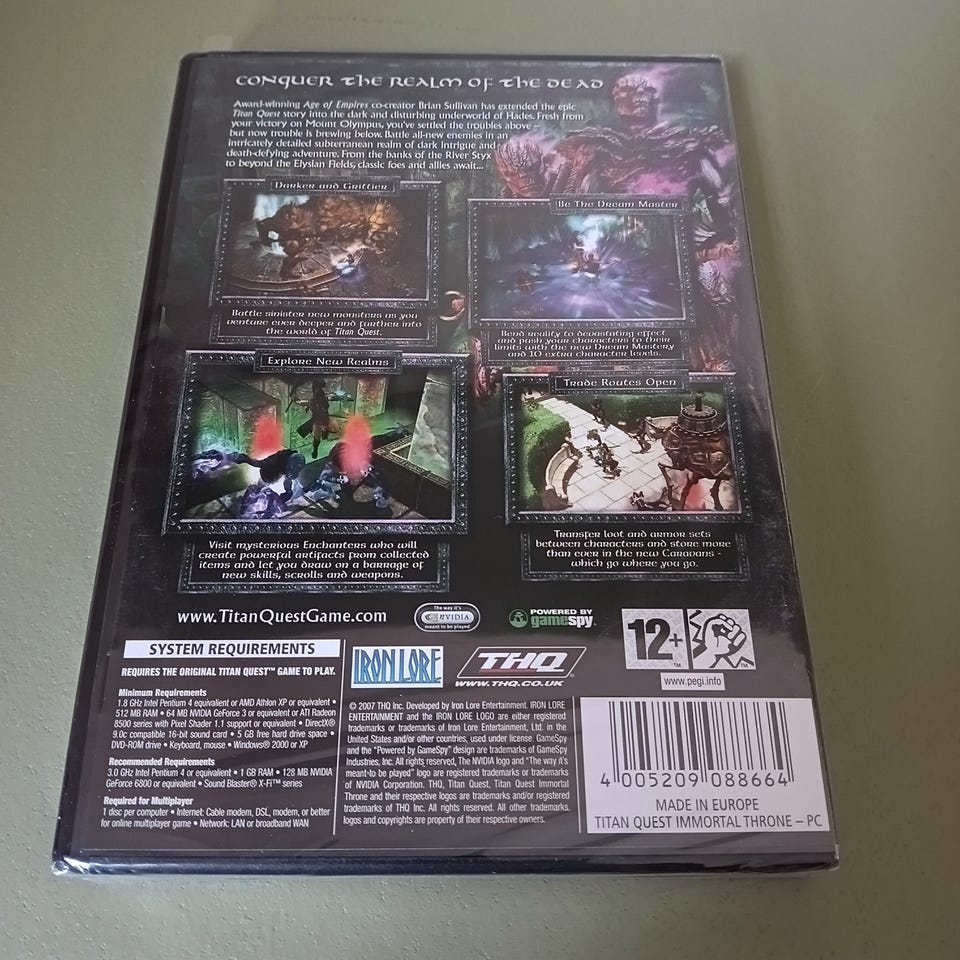 CONQUER THE REALM OF THE DEAD
Award-winning Age of Empires co-creator Brian Sullivan has extended the epic
Titan Quest story into the dark and disturbing underworld of Hades. Fresh from
your victory on Mount Olympus, you've settled the troubles above –
but now trouble is brewing below. Battle all-new enemies in an
intricately detailed subterranean realm of dark intrigue and
death-defying adventure. From the banks of the River Styx
to beyond the Elysian Fields, classic foes and allies await...
Darker and Grittier
Battle sinister new monsters as you
venture ever deeper and further into
the world of Titan Quest.
Be The Dream Master
Bend reality to devastating effect
and push your characters to their
limits with the new Dream Mastery
and 10 extra character levels.
Explore New Realms
Visit mysterious Enchanters who will
create powerful artifacts from collected
items and let you draw on a barrage of
new skills, scrolls and weapons.
Trade Routes Open
Transfer loot and armor sets
between characters and store more
than ever in the new Caravans -
which go where you go.
www.TitanQuestGame.com
The way it's
NVIDIA
meant to be played
POWERED BY
gamespy.
12+
TM
TM
www.pegi.info
SYSTEM REQUIREMENTS
REQUIRES THE ORIGINAL TITAN QUEST™ GAME TO PLAY.
Minimum Requirements
1.8 GHz Intel Pentium 4 equivalent or AMD Athlon XP or equivalent •
512 MB RAM • 64 MB NVIDIA GeForce 3 or equivalent or ATI Radeon
8500 series with Pixel Shader 1.1 support or equivalent • DirectX®
9.0c compatible 16-bit sound card • 5 GB free hard drive space •
DVD-ROM drive • Keyboard, mouse • Windows® 2000 or XP
Recommended Requirements
3.0 GHz Intel Pentium 4 or equivalent • 1 GB RAM • 128 MB NVIDIA
GeForce 6800 or equivalent • Sound Blaster® X-Fi™ series
Required for Multiplayer
1 disc per computer • Internet: Cable modem, DSL, modem, or better
for online multiplayer game • Network: LAN or broadband WAN
IRON LORE
THQ®
WWW.THQ.CO.UK
© 2007 THQ Inc. Developed by Iron Lore Entertainment. IRON LORE
ENTERTAINMENT and the IRON LORE LOGO are either registered
trademarks or trademarks of Iron Lore Entertainment, Ltd. in the
United States and/or other countries, used under license. GameSpy
and the "Powered by GameSpy" design are trademarks of GameSpy
Industries, Inc. All rights reserved. The NVIDIA logo and "The way it's
meant to be played" logo are registered trademarks or trademarks
of NVIDIA Corporation. THQ, Titan Quest, Titan Quest Immortal
Throne and their respective logos are trademarks and/or registered
trademarks of THQ Inc. All rights reserved. All other trademarks,
logos and copyrights are property of their respective owners.
4 005209 088664
MADE IN EUROPE
TITAN QUEST IMMORTAL THRONE – PC